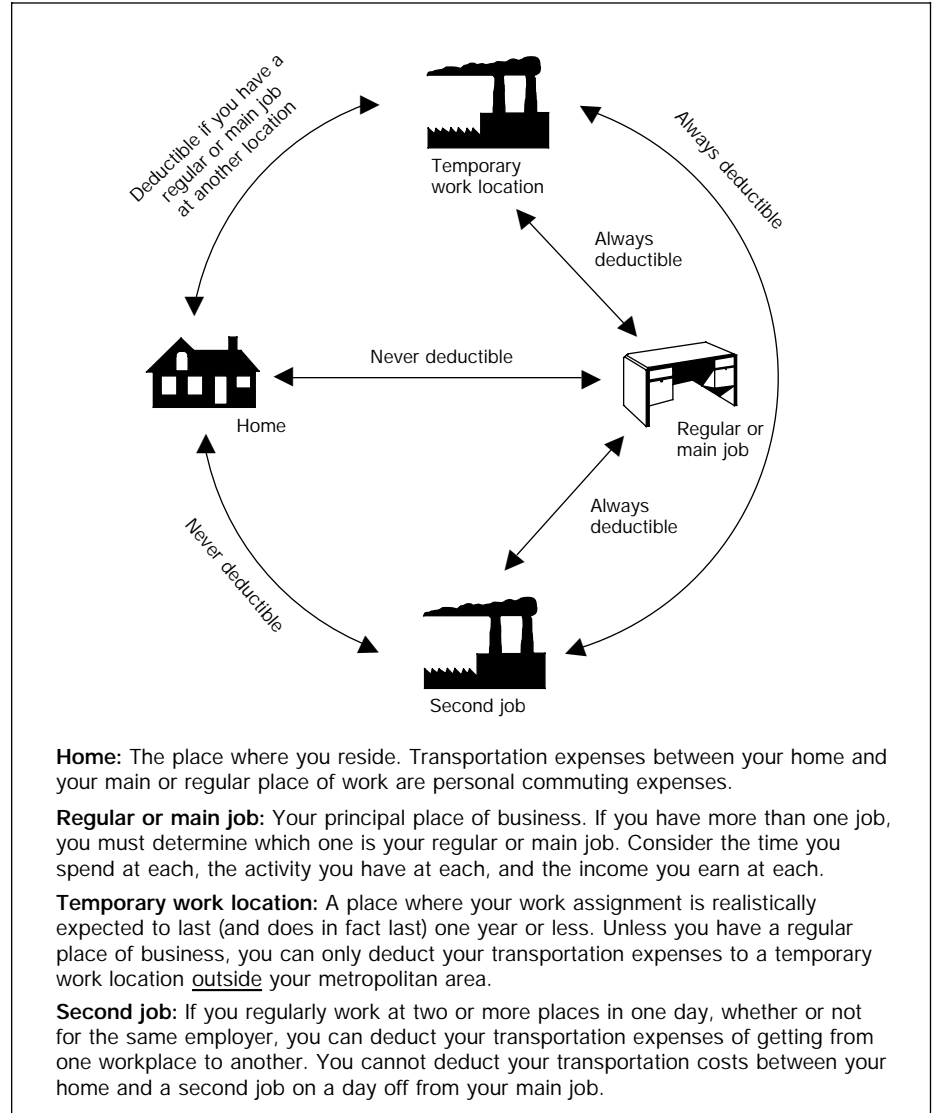 Deductible if you have a
regular or main job
at another location
Temporary
work location
Always deductible
Always
deductible
Never deductible
Home
Regular or
main job
Always
deductible
Never deductible
Second job
Home: The place where you reside. Transportation expenses between your home and
your main or regular place of work are personal commuting expenses.
Regular or main job: Your principal place of business. If you have more than one job,
you must determine which one is your regular or main job. Consider the time you
spend at each, the activity you have at each, and the income you earn at each.
Temporary work location: A place where your work assignment is realistically
expected to last (and does in fact last) one year or less. Unless you have a regular
place of business, you can only deduct your transportation expenses to a temporary
work location outside your metropolitan area.
Second job: If you regularly work at two or more places in one day, whether or not
for the same employer, you can deduct your transportation expenses of getting from
one workplace to another. You cannot deduct your transportation costs between your
home and a second job on a day off from your main job.